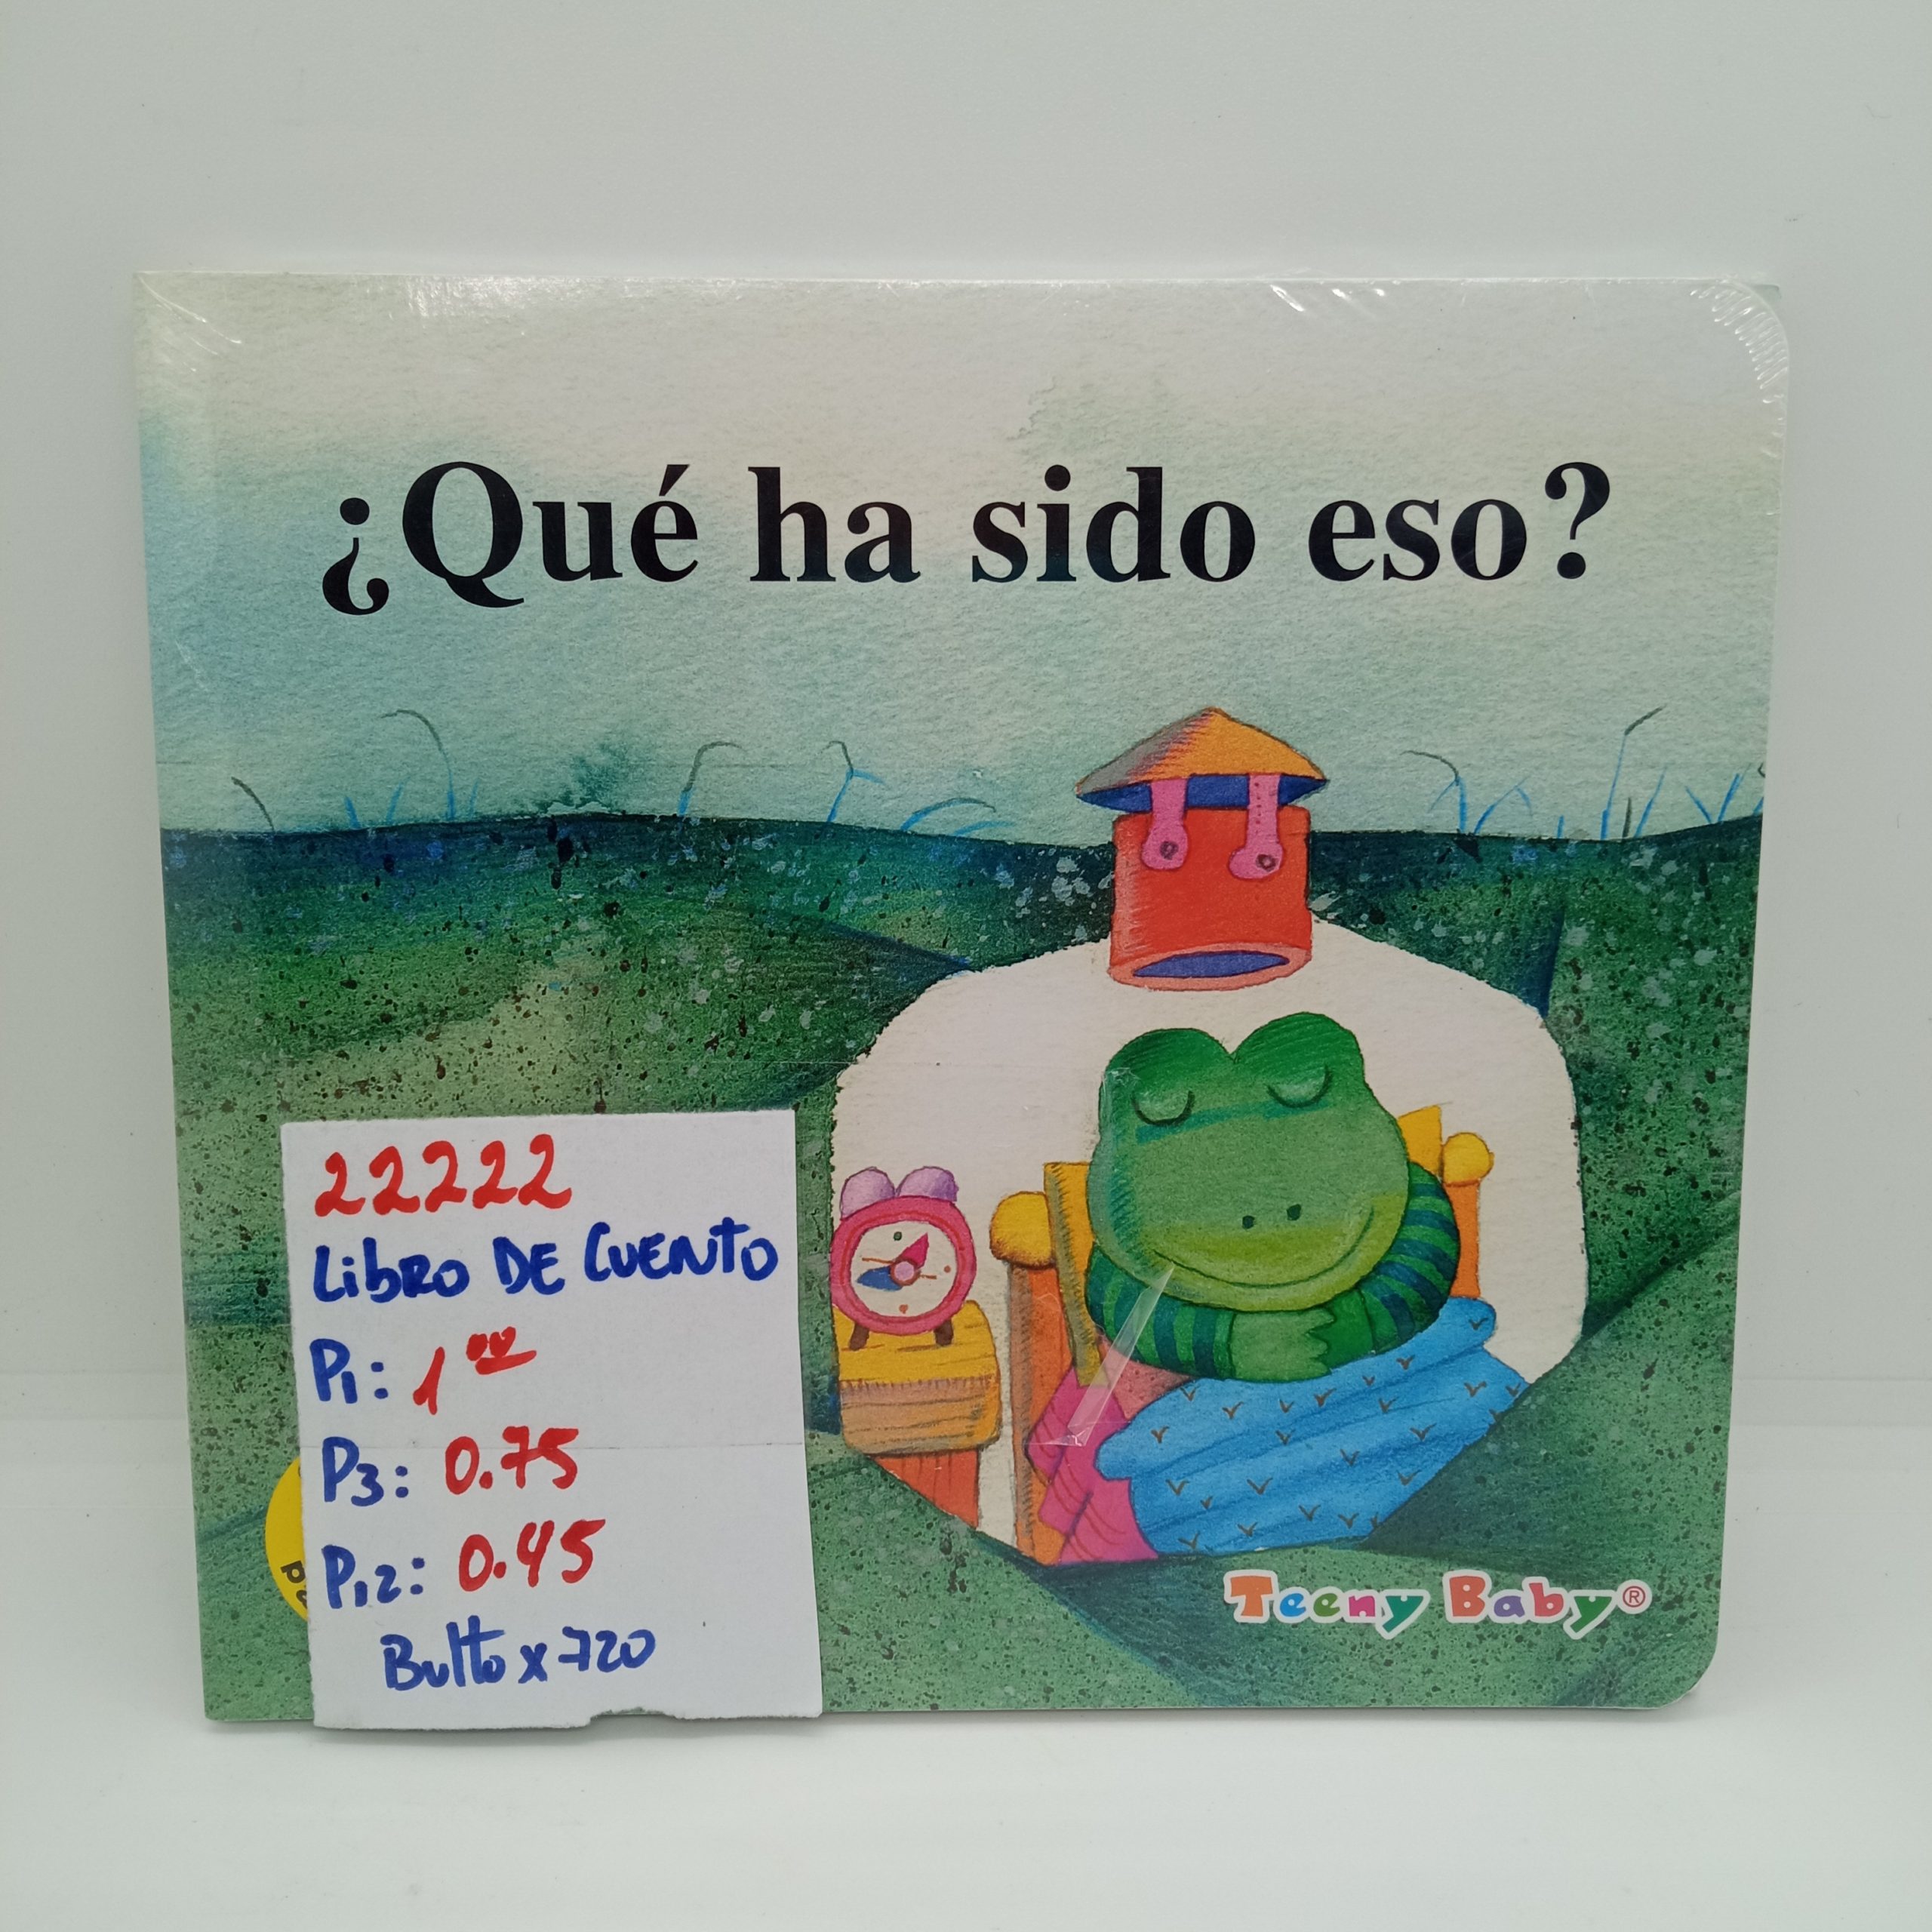 ¿Qué ha sido eso?
22222
Libro DE CUENTO
P1: 1.00
P3: 0.75
P12: 0.45
Bulto x 720
Teeny Baby®